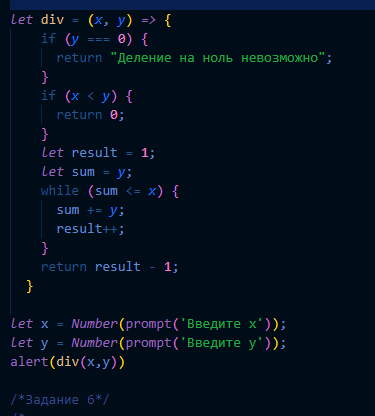 let div = (x, y) => {
if (y === 0) {
return "Деление на ноль невозможно";
}
if (x < y) {
return 0;
}
let result = 1;
let sum = y;
while (sum <= x) {
sum += y;
result++;
}
return result - 1;
}
let x = Number(prompt('Введите x'));
let y = Number(prompt('Введите y'));
alert(div(x,y))
/*Задание 6*/
/*